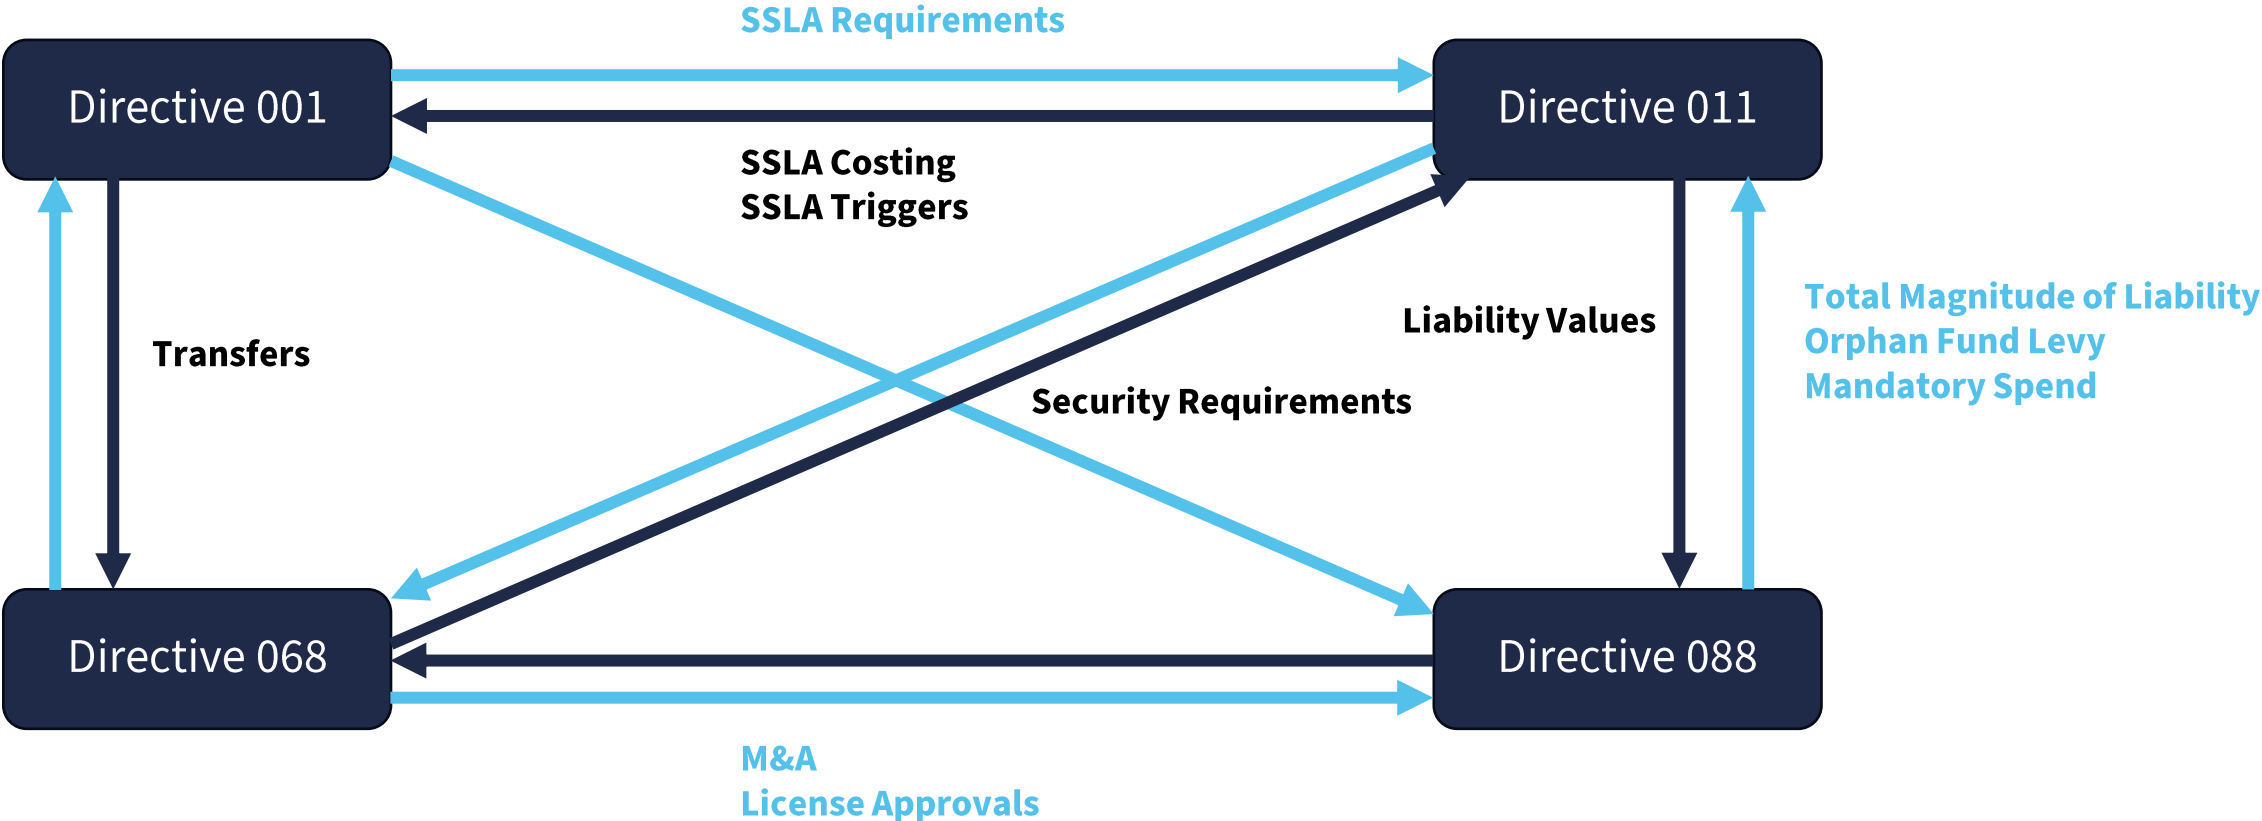 SSLA Requirements
Directive 001
Directive 011
SSLA Costing
SSLA Triggers
Total Magnitude of Liability
Liability Values
Orphan Fund Levy
Transfers
Mandatory Spend
Security Requirements
Directive 068
Directive 088
M&A
License Approvals